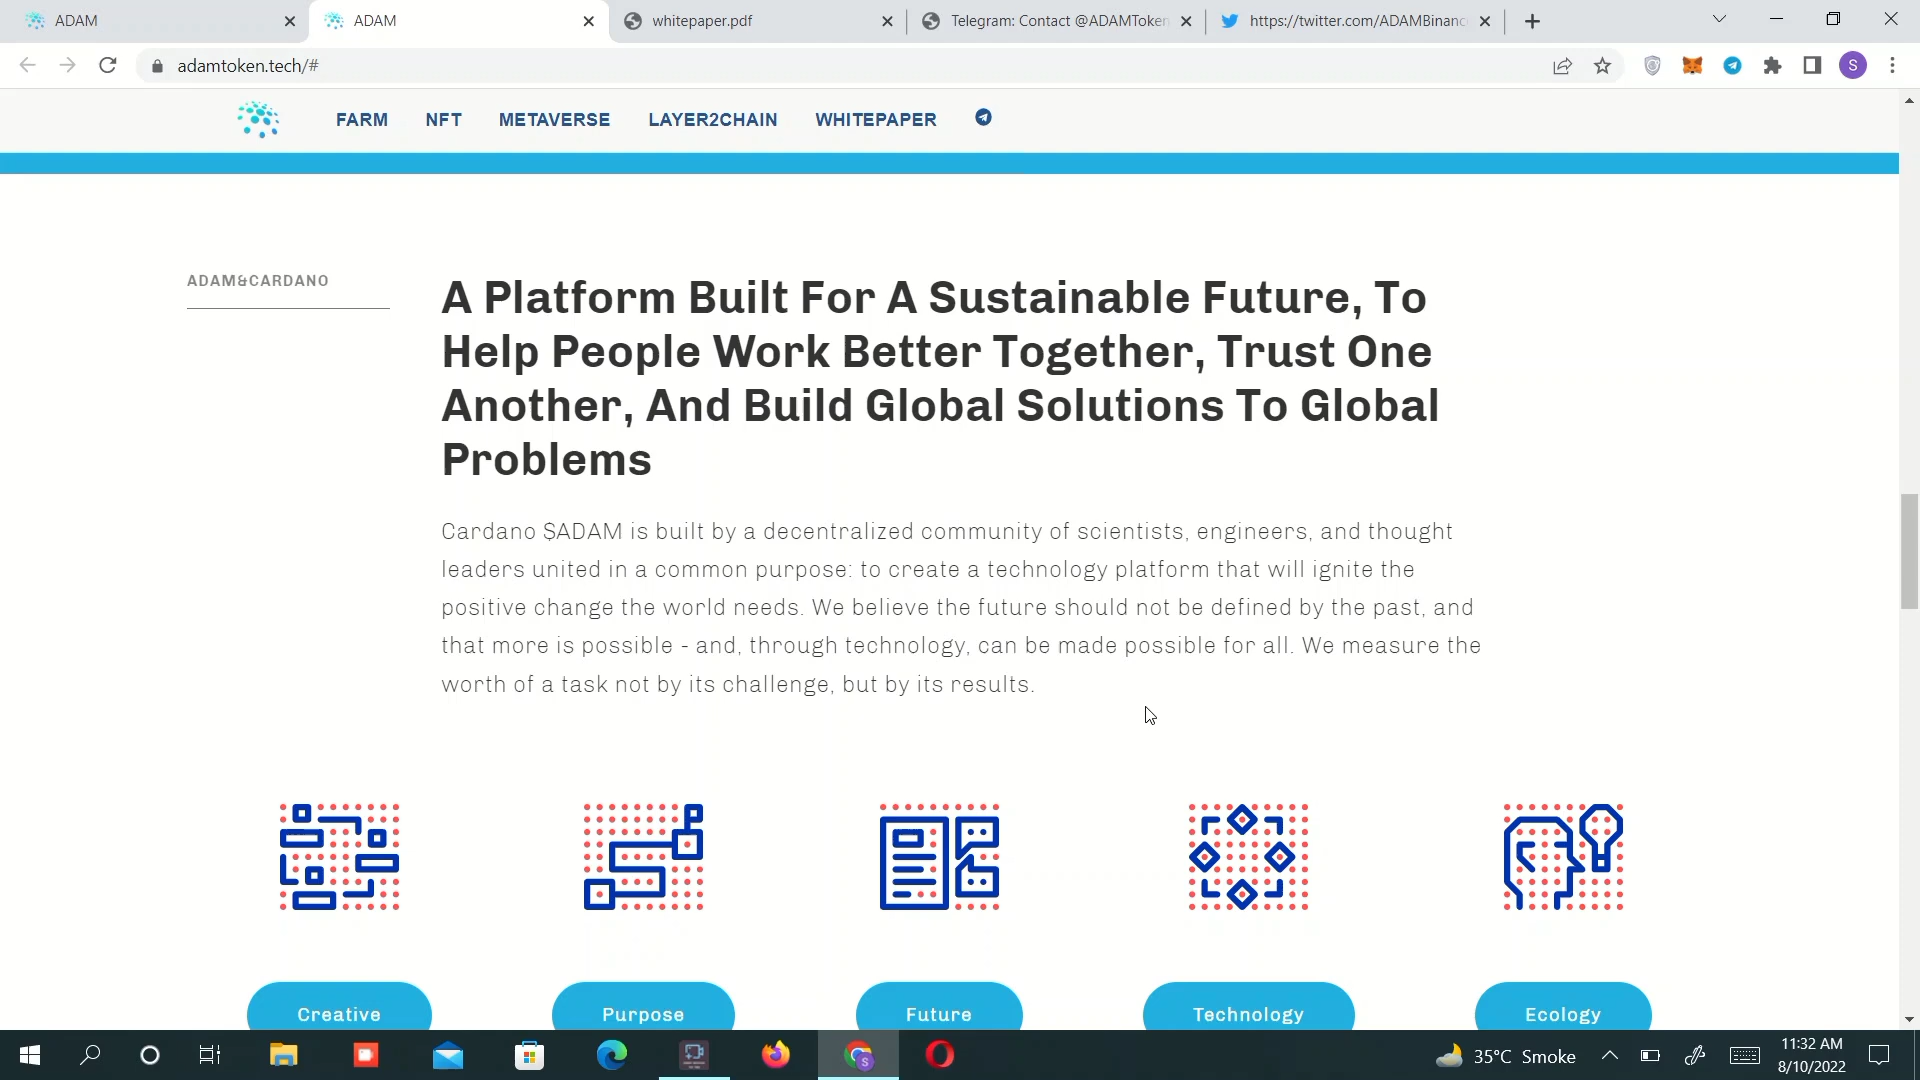 ADAM
ADAM
whitepaper.pdf
Telegram: Contact @ADAMToken
https://twitter.com/ADAMBinanc
adamtoken.tech/#
S
FARM
NFT
METAVERSE
LAYER2CHAIN
WHITEPAPER
ADAM&CARDANO
A Platform Built For A Sustainable Future, To
Help People Work Better Together, Trust One
Another, And Build Global Solutions To Global
Problems
Cardano $ADAM is built by a decentralized community of scientists, engineers, and thought
leaders united in a common purpose: to create a technology platform that will ignite the
positive change the world needs. We believe the future should not be defined by the past, and
that more is possible - and, through technology, can be made possible for all. We measure the
worth of a task not by its challenge, but by its results.
Creative
Purpose
Future
Technology
Ecology
S
35°C Smoke
11:32 AM
8/10/2022